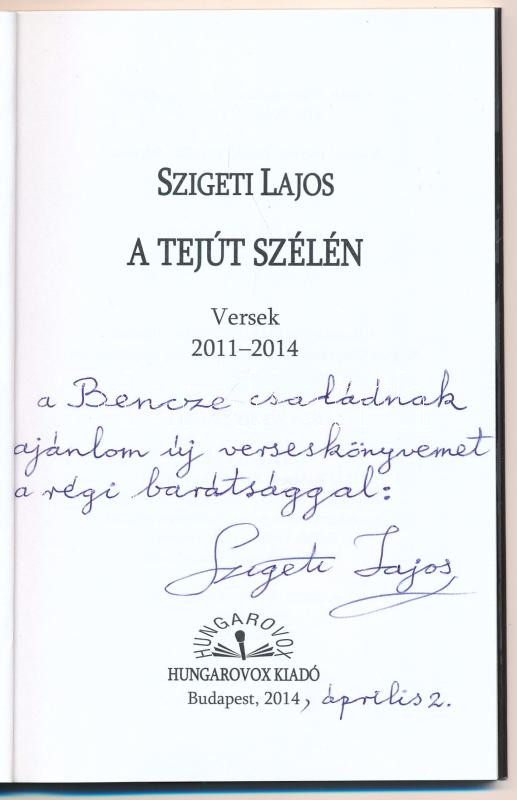 SZIGETI LAJOS
A TEJÚT SZÉLÉN
Versek
2011–2014
a Bencze családnak
ajánlom új verseskönyvemet
a régi barátsággal:
Szigeti Lajos
HUNGAROVOX
HUNGAROVOX KIADÓ
Budapest, 2014, április 2.